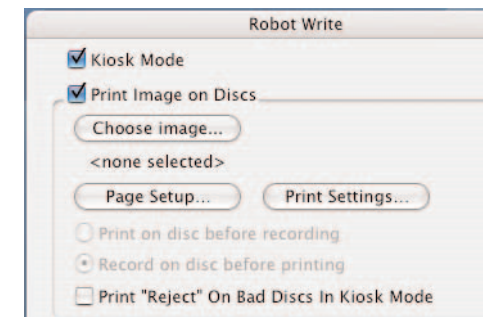 Robot Write
Kiosk Mode
Print Image on Discs
Choose image...
<none selected>
Page Setup... Print Settings...
Print on disc before recording
Record on disc before printing
Print "Reject" On Bad Discs In Kiosk Mode